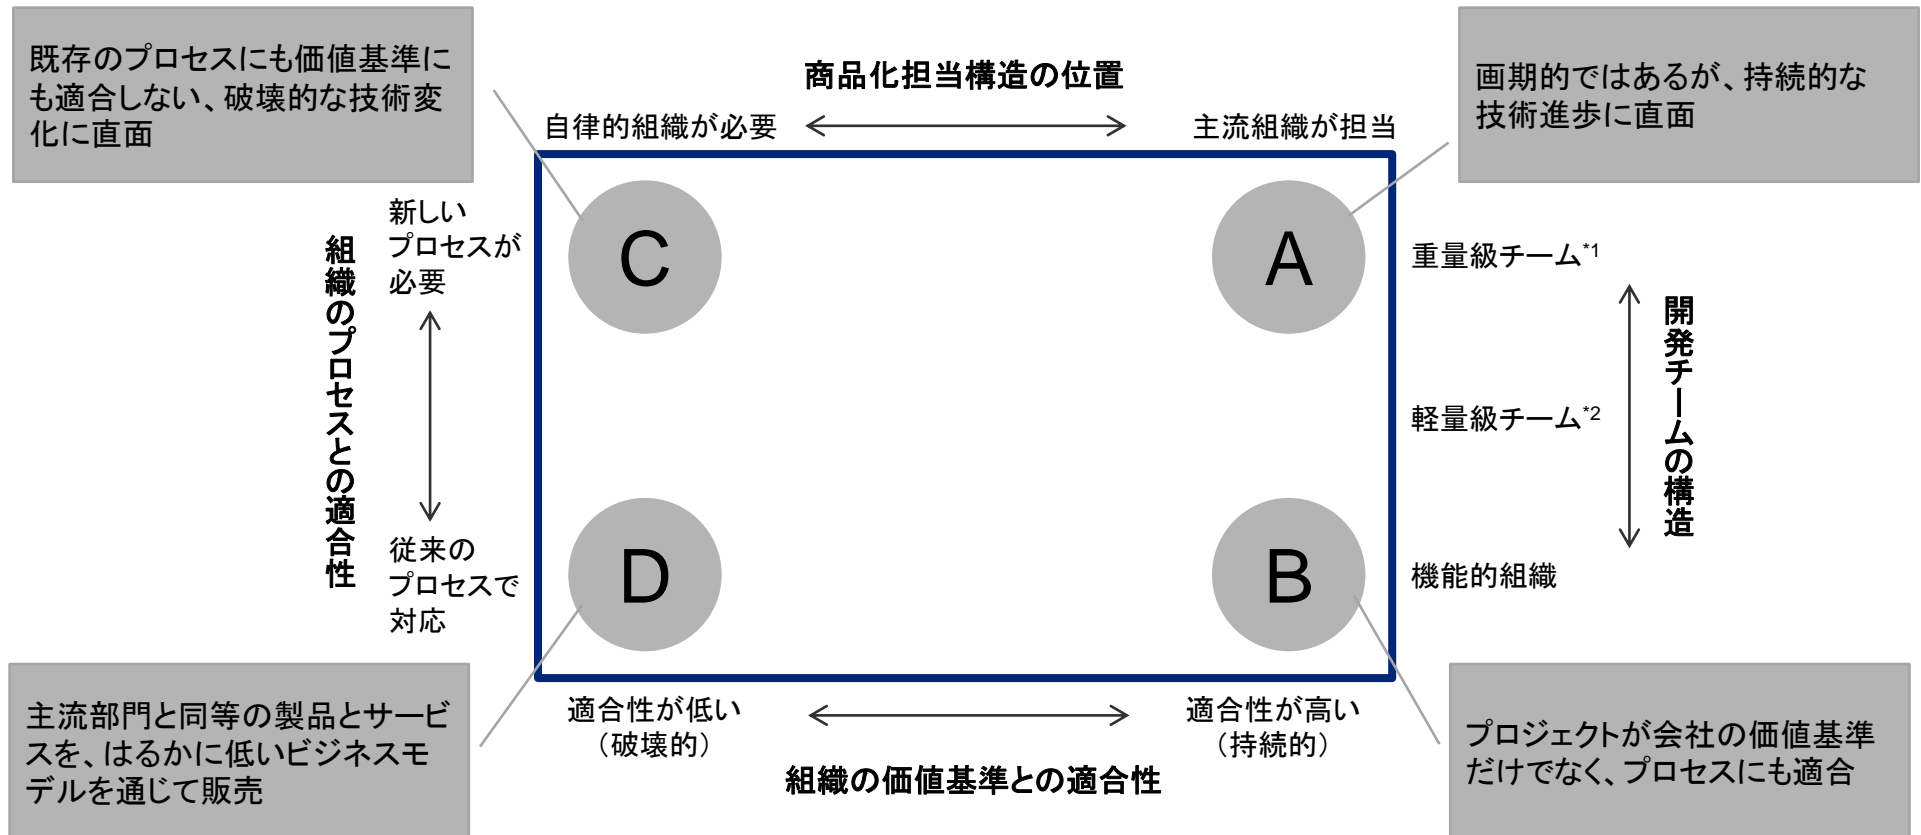 既存のプロセスにも価値基準に
も適合しない、破壊的な技術変
化に直面
商品化担当構造の位置
自律的組織が必要
主流組織が担当
画期的ではあるが、持続的な
技術進歩に直面
組織のプロセスとの適合性
新しい
プロセスが
必要
従来の
プロセスで
対応
C
A
D
B
重量級チーム*1
軽量級チーム*2
機能的組織
開発チームの構造
主流部門と同等の製品とサービ
スを、はるかに低いビジネスモ
デルを通じて販売
適合性が低い
(破壊的)
適合性が高い
(持続的)
組織の価値基準との適合性
プロジェクトが会社の価値基準
だけでなく、プロセスにも適合